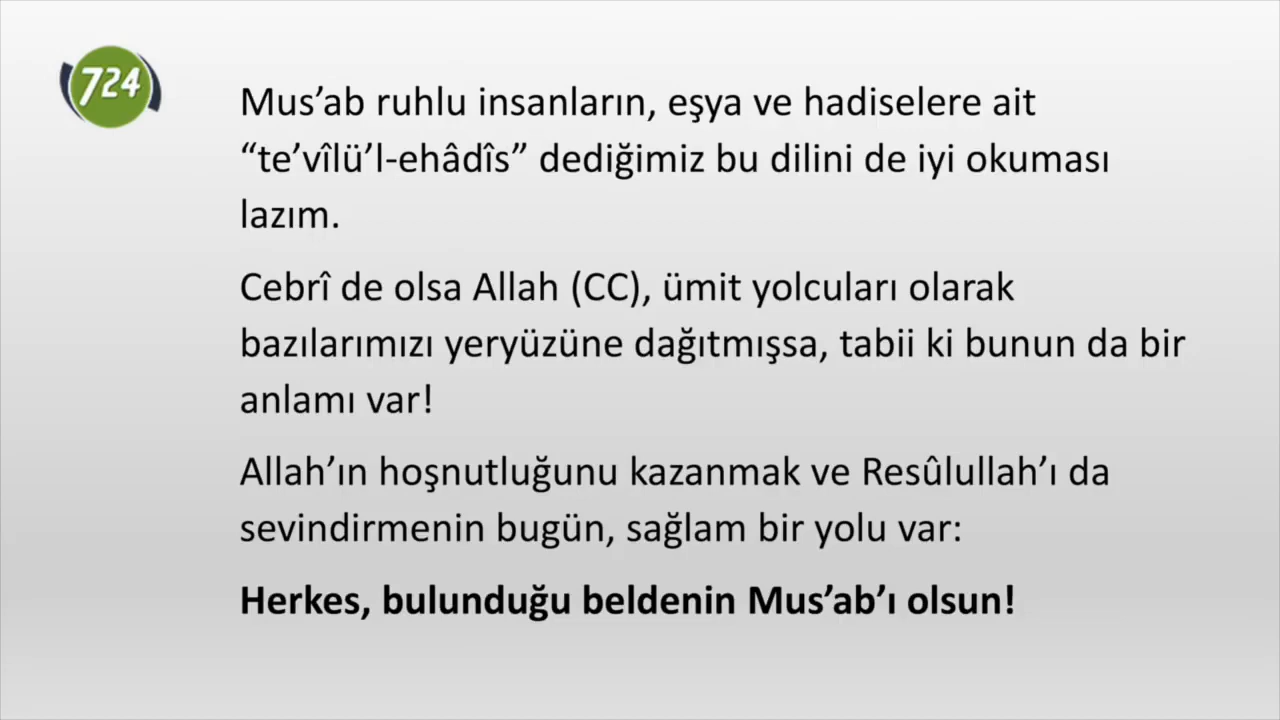 724
Mus’ab ruhlu insanların, eşya ve hadiselere ait
“te’vîlü’l-ehâdîs” dediğimiz bu dilini de iyi okuması
lazım.
Cebrî de olsa Allah (CC), ümit yolcuları olarak
bazılarımızı yeryüzüne dağıtmışsa, tabii ki bunun da bir
anlamı var!
Allah’ın hoşnutluğunu kazanmak ve Resûlullah’ı da
sevindirmenin bugün, sağlam bir yolu var:
Herkes, bulunduğu beldenin Mus’ab’ı olsun!